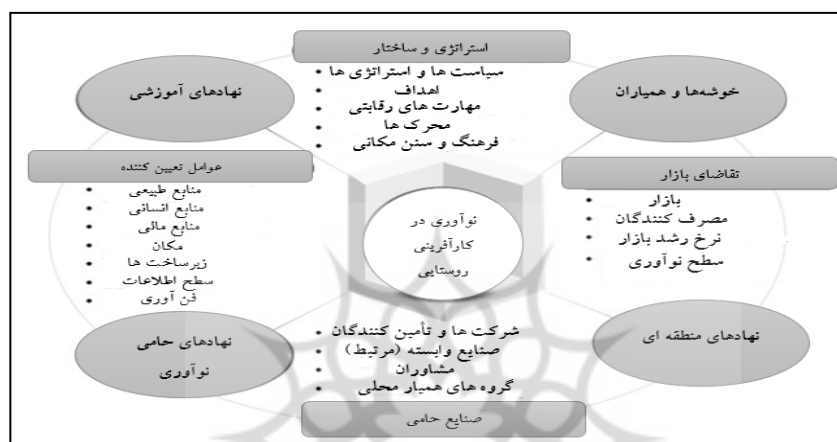 استراتژی و ساختار
سیاست ها و استراتژی ها
اهداف
مهارت های رقابتی
محرک ها
فرهنگ و سنن مکانی
خوشه‌ها و همیاران
نهادهای آموزشی
تقاضای بازار
بازار
مصرف کنندگان
نرخ رشد بازار
سطح نوآوری
نوآوری در
کارآفرینی
روستایی
عوامل تعیین کننده
منابع طبیعی
منابع انسانی
منابع مالی
مکان
زیرساخت ها
سطح اطلاعات
فن آوری
نهادهای منطقه ای
نهادهای حامی
نوآوری
شرکت ها و تأمین کنندگان
صنایع وابسته (مرتبط)
مشاوران
گروه های همیار محلی
صنایع حامی